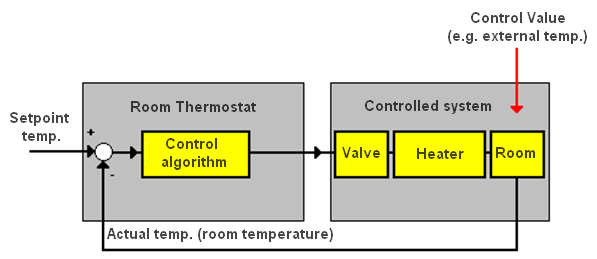 Control Value
(e.g. external temp.)
Room Thermostat
Controlled system
Setpoint
temp.
+
-
Control
algorithm
Valve
Heater
Room
Actual temp. (room temperature)